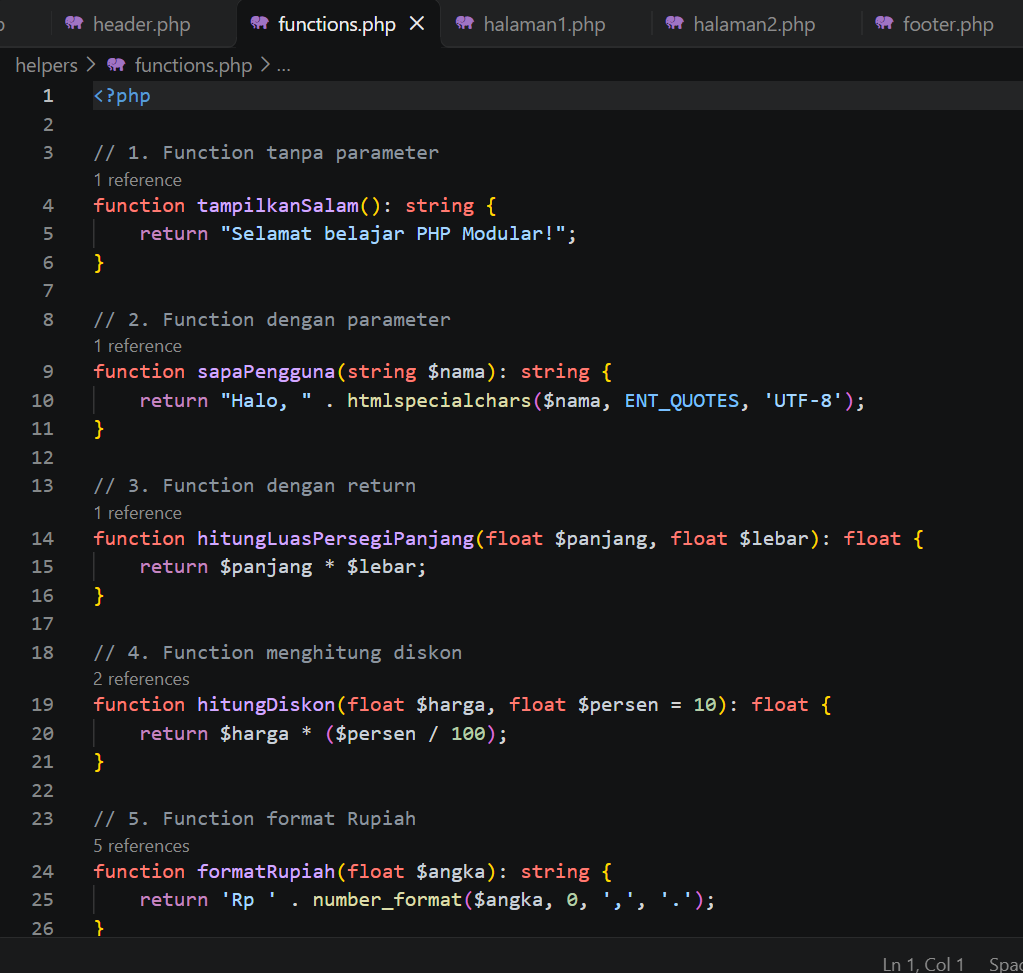 header.php functions.php halaman1.php halaman2.php footer.php
helpers > functions.php > ...
1 <?php
2
3 // 1. Function tanpa parameter
1 reference
4 function tampilkanSalam(): string {
5     return "Selamat belajar PHP Modular!";
6 }
7
8 // 2. Function dengan parameter
1 reference
9 function sapaPengguna(string $nama): string {
10     return "Halo, " . htmlspecialchars($nama, ENT_QUOTES, 'UTF-8');
11 }
12
13 // 3. Function dengan return
1 reference
14 function hitungLuasPersegiPanjang(float $panjang, float $lebar): float {
15     return $panjang * $lebar;
16 }
17
18 // 4. Function menghitung diskon
2 references
19 function hitungDiskon(float $harga, float $persen = 10): float {
20     return $harga * ($persen / 100);
21 }
22
23 // 5. Function format Rupiah
5 references
24 function formatRupiah(float $angka): string {
25     return 'Rp ' . number_format($angka, 0, ',', '.');
26 }
Ln 1, Col 1 Spac